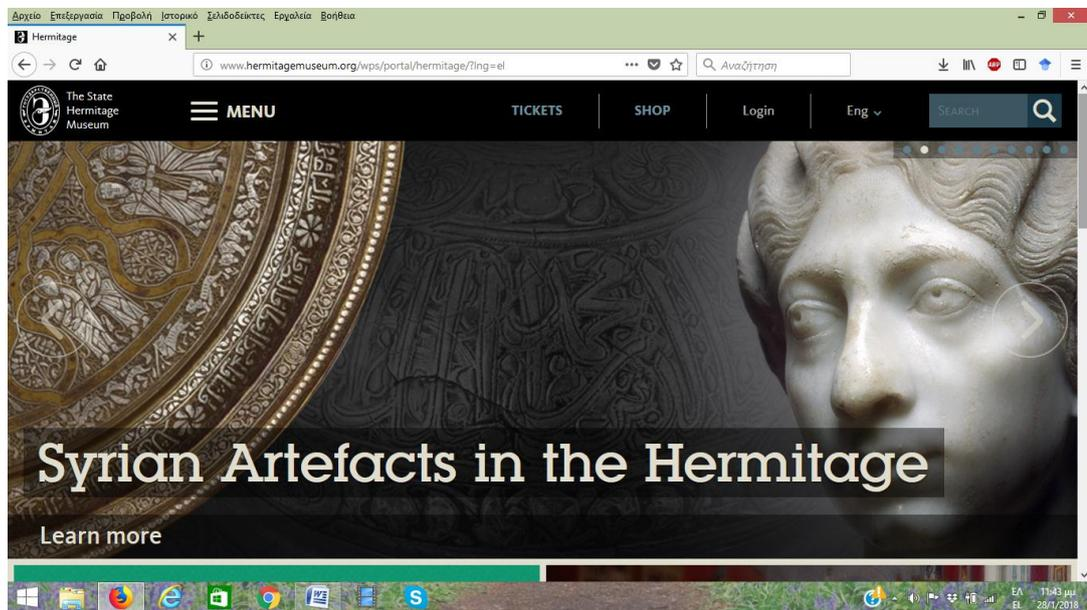 Αρχείο Επεξεργασία Προβολή Ιστορικό Σελιδοδείκτες Εργαλεία Βοήθεια
Hermitage
www.hermitagemuseum.org/wps/portal/hermitage/?lng=el
Αναζήτηση
ABP
The State
Hermitage
Museum
MENU
TICKETS
SHOP
Login
Eng
SEARCH
Syrian Artefacts in the Hermitage
Learn more
ΕΛ 11:43 μμ
EL 28/1/2018